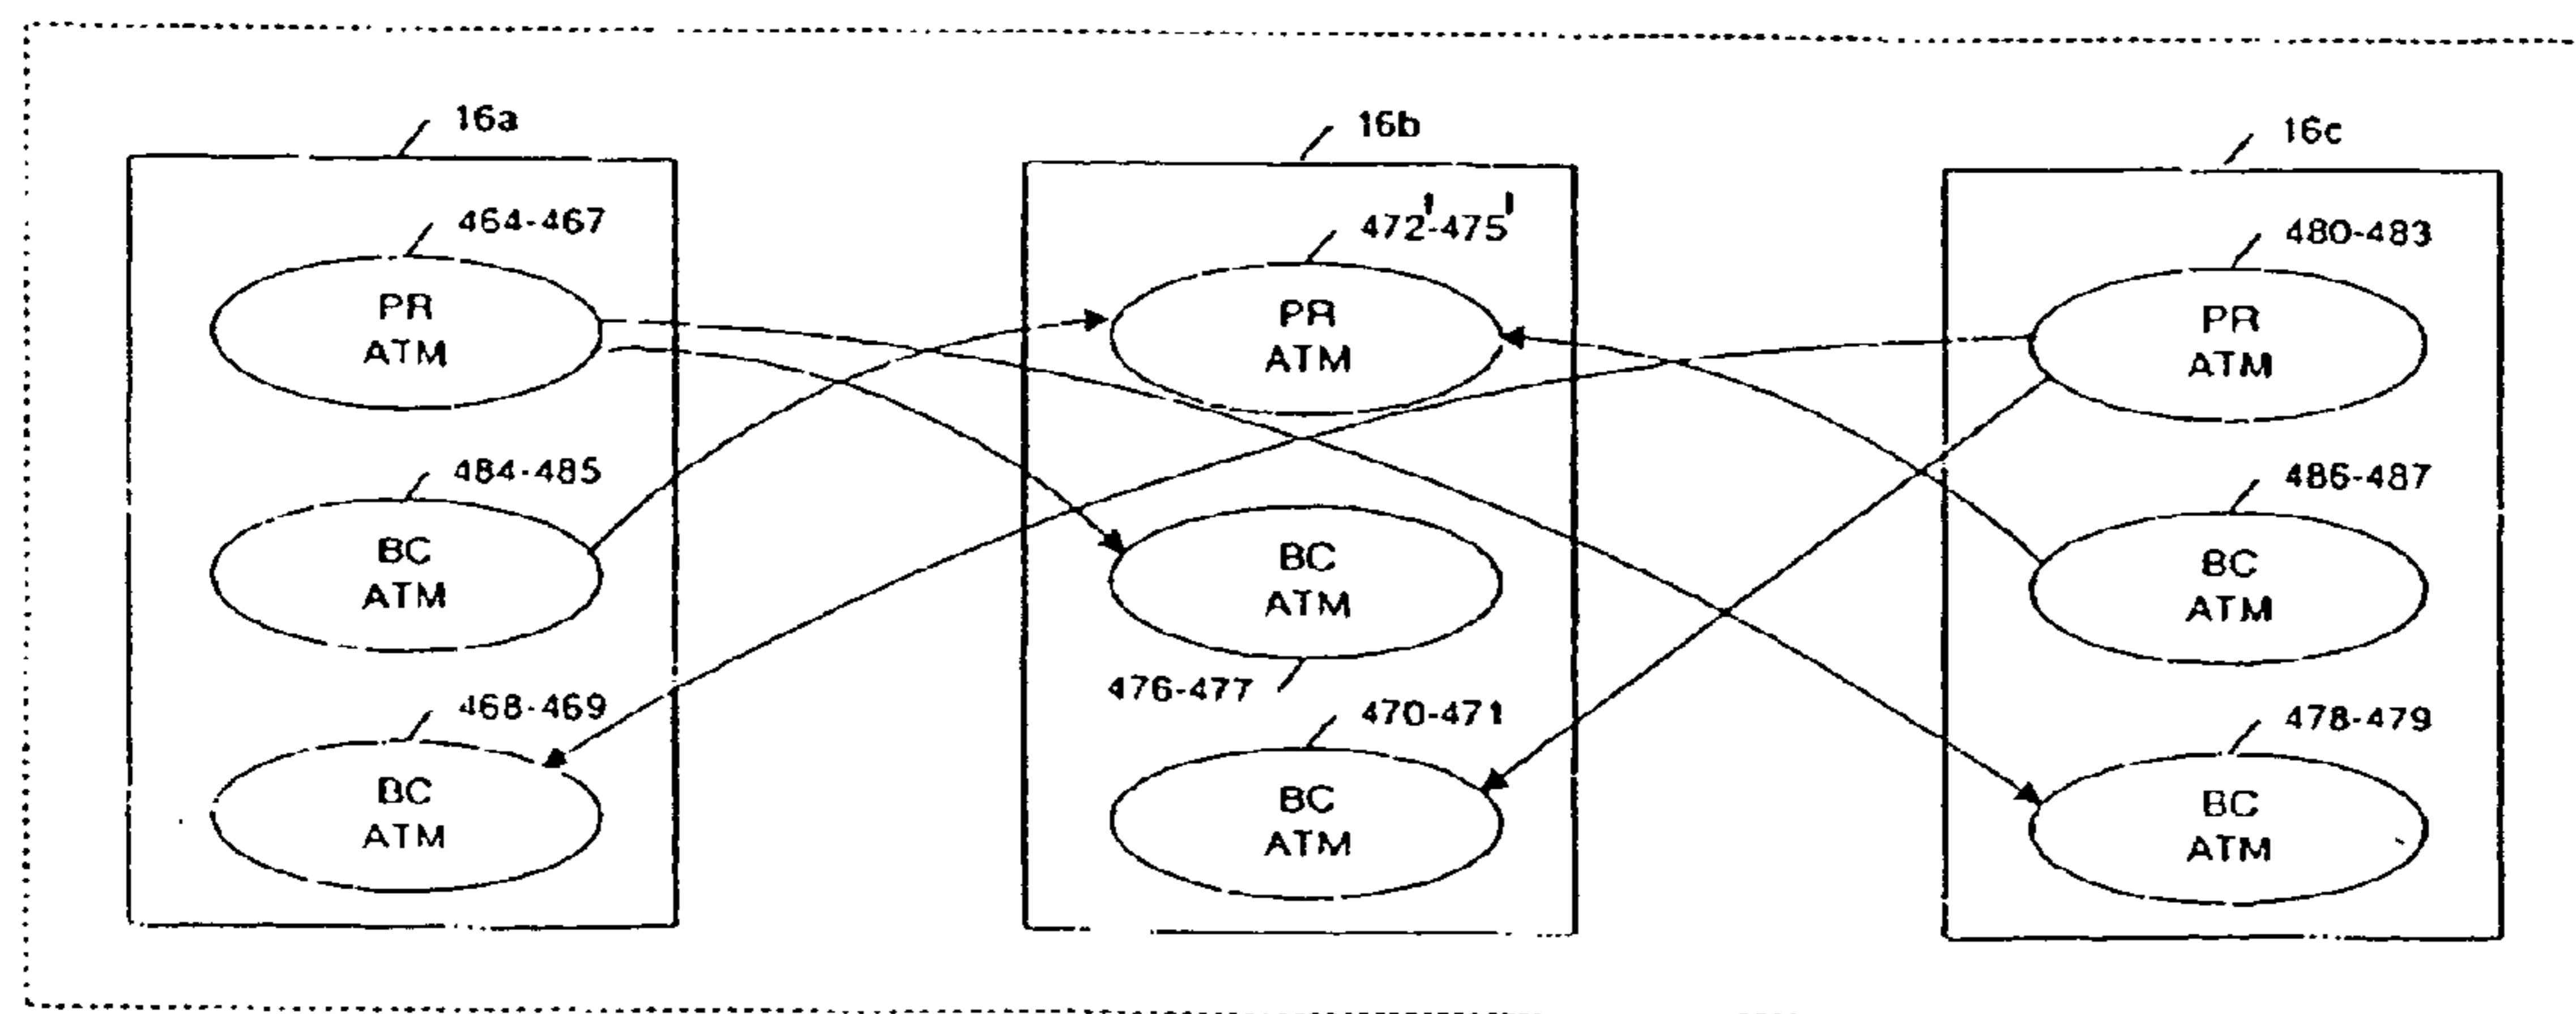 16a
464-467
PR
ATM
484-485
BC
ATM
468-469
BC
ATM
16b
472'-475'
PR
ATM
BC
ATM
476-477
470-471
BC
ATM
16c
480-483
PR
ATM
486-487
BC
ATM
478-479
BC
ATM